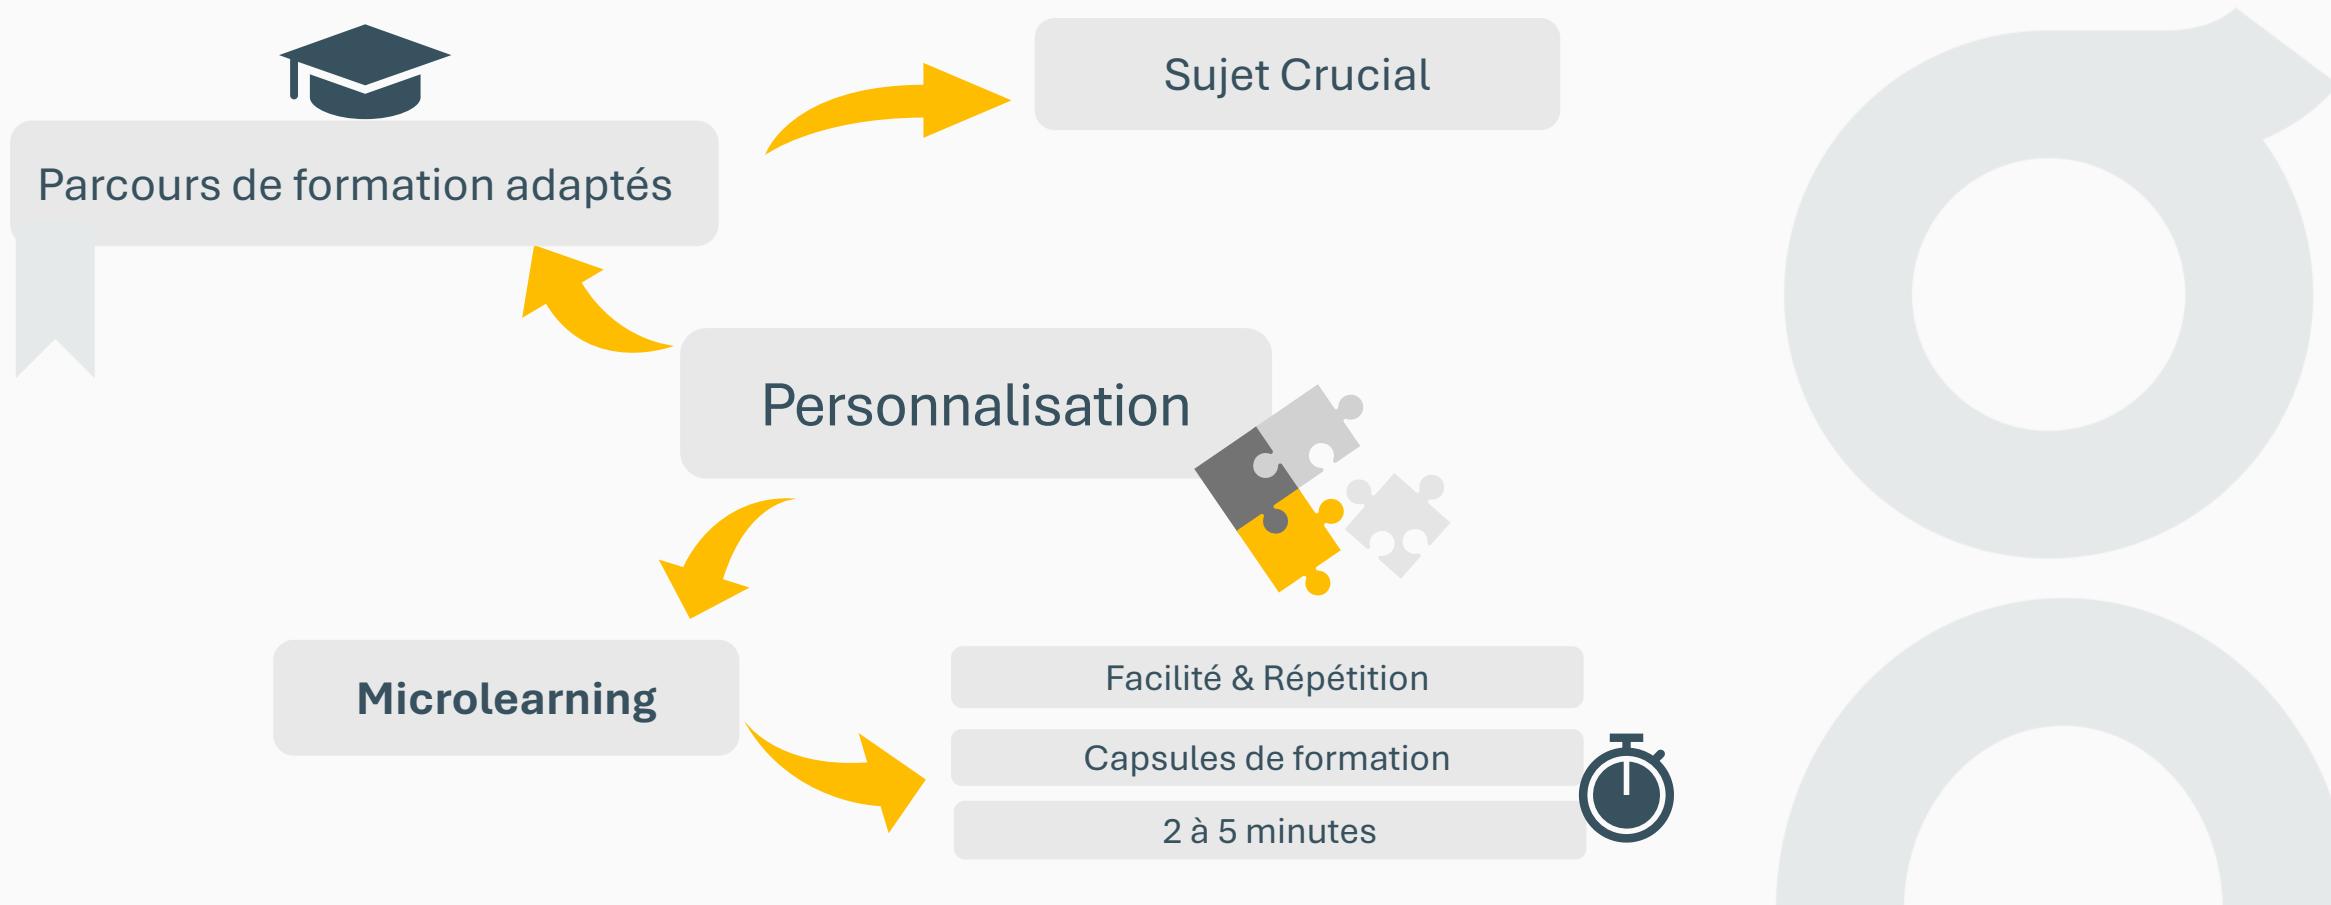 Sujet Crucial
Parcours de formation adaptés
Personnalisation
Microlearning
Facilité & Répétition
Capsules de formation
2 à 5 minutes